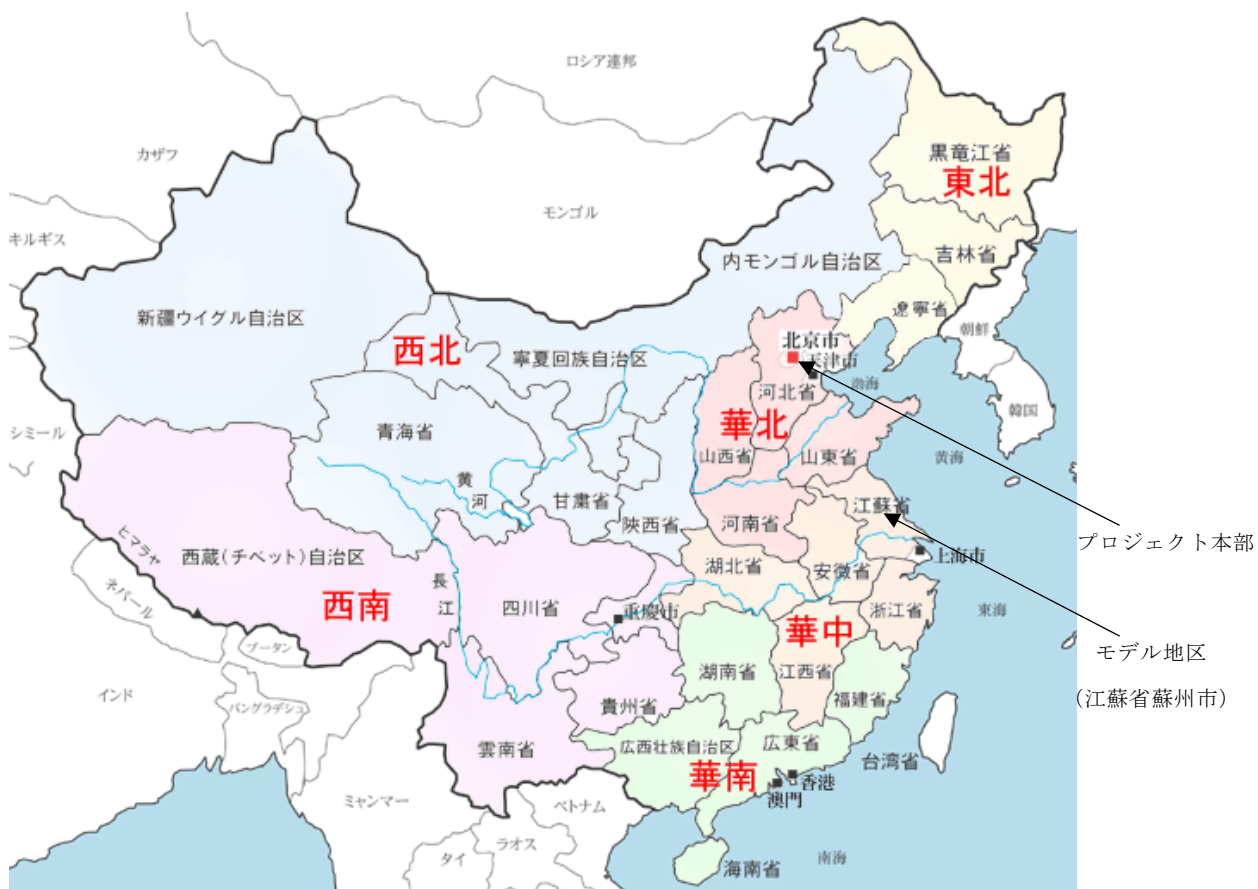 ロシア連邦
カザフ
黒竜江省
東北
モンゴル
キルギス
吉林省
内モンゴル自治区
新疆ウイグル自治区
遼寧省
朝鮮
北京市
天津市
西北
寧夏回族自治区
河北省
渤海
韓国
華北
シミール
青海省
山西省
山東省
黄海
黄
河
甘粛省
江蘇省
陝西省
河南省
プロジェクト本部
ヒマラヤ
西蔵(チベット)自治区
上海市
湖北省
安徽省
長
江
四川省
ネパール
西南
重慶市
浙江省
東海
華中
ブータン
モデル地区
湖南省
江西省
インド
バングラデシュ
貴州省
福建省
(江蘇省蘇州市)
雲南省
広西壮族自治区
広東省
台湾省
華南
香港
ミャンマー
澳門
ベトナム
ラオス
タイ
海南省
南海